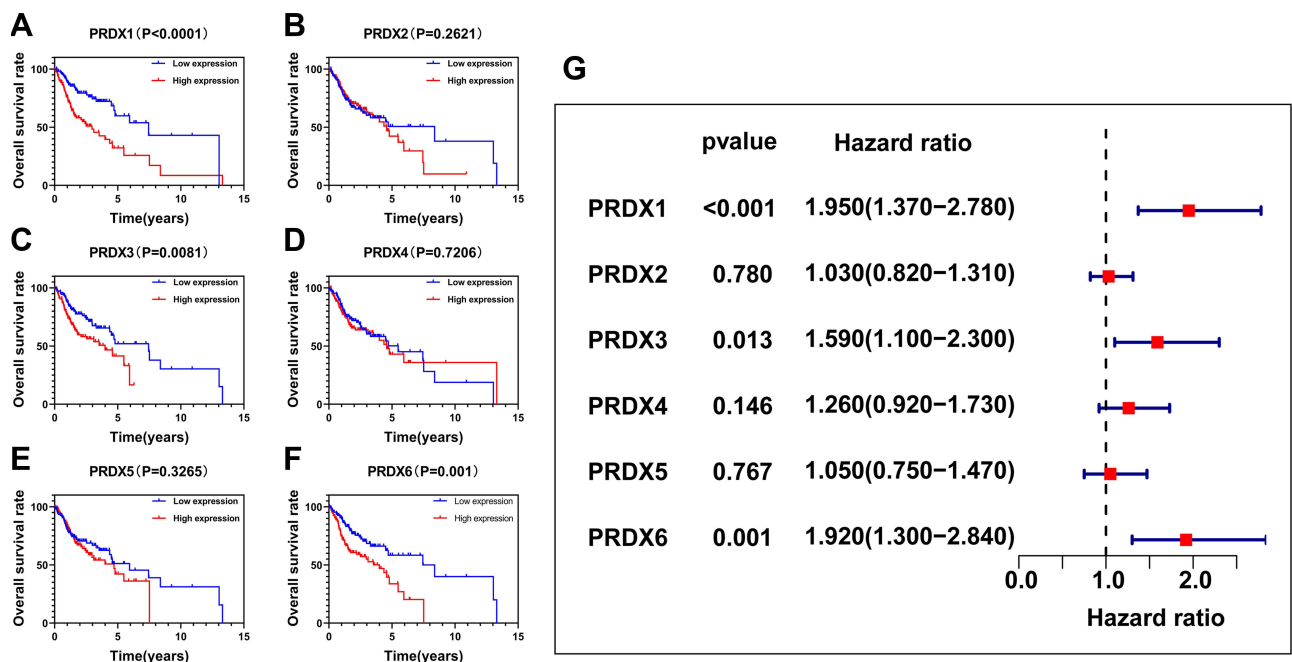 A
PRDX1(P<0.0001)
Low expression
High expression
Overall survival rate
100
50
0
0 5 10 15
Time(years)
B
PRDX2(P=0.2621)
Low expression
High expression
Overall survival rate
100
50
0
0 5 10 15
Time(years)
C
PRDX3(P=0.0081)
Low expression
High expression
Overall survival rate
100
50
0
0 5 10 15
Time(years)
D
PRDX4(P=0.7206)
Low expression
High expression
Overall survival rate
100
50
0
0 5 10 15
Time(years)
E
PRDX5(P=0.3265)
Low expression
High expression
Overall survival rate
100
50
0
0 5 10 15
Time(years)
F
PRDX6(P=0.001)
Low expression
High expression
Overall survival rate
100
50
0
0 5 10 15
Time(years)
G
pvalue Hazard ratio
PRDX1 <0.001 1.950(1.370−2.780)
PRDX2 0.780 1.030(0.820−1.310)
PRDX3 0.013 1.590(1.100−2.300)
PRDX4 0.146 1.260(0.920−1.730)
PRDX5 0.767 1.050(0.750−1.470)
PRDX6 0.001 1.920(1.300−2.840)
0.0 1.0 2.0
Hazard ratio